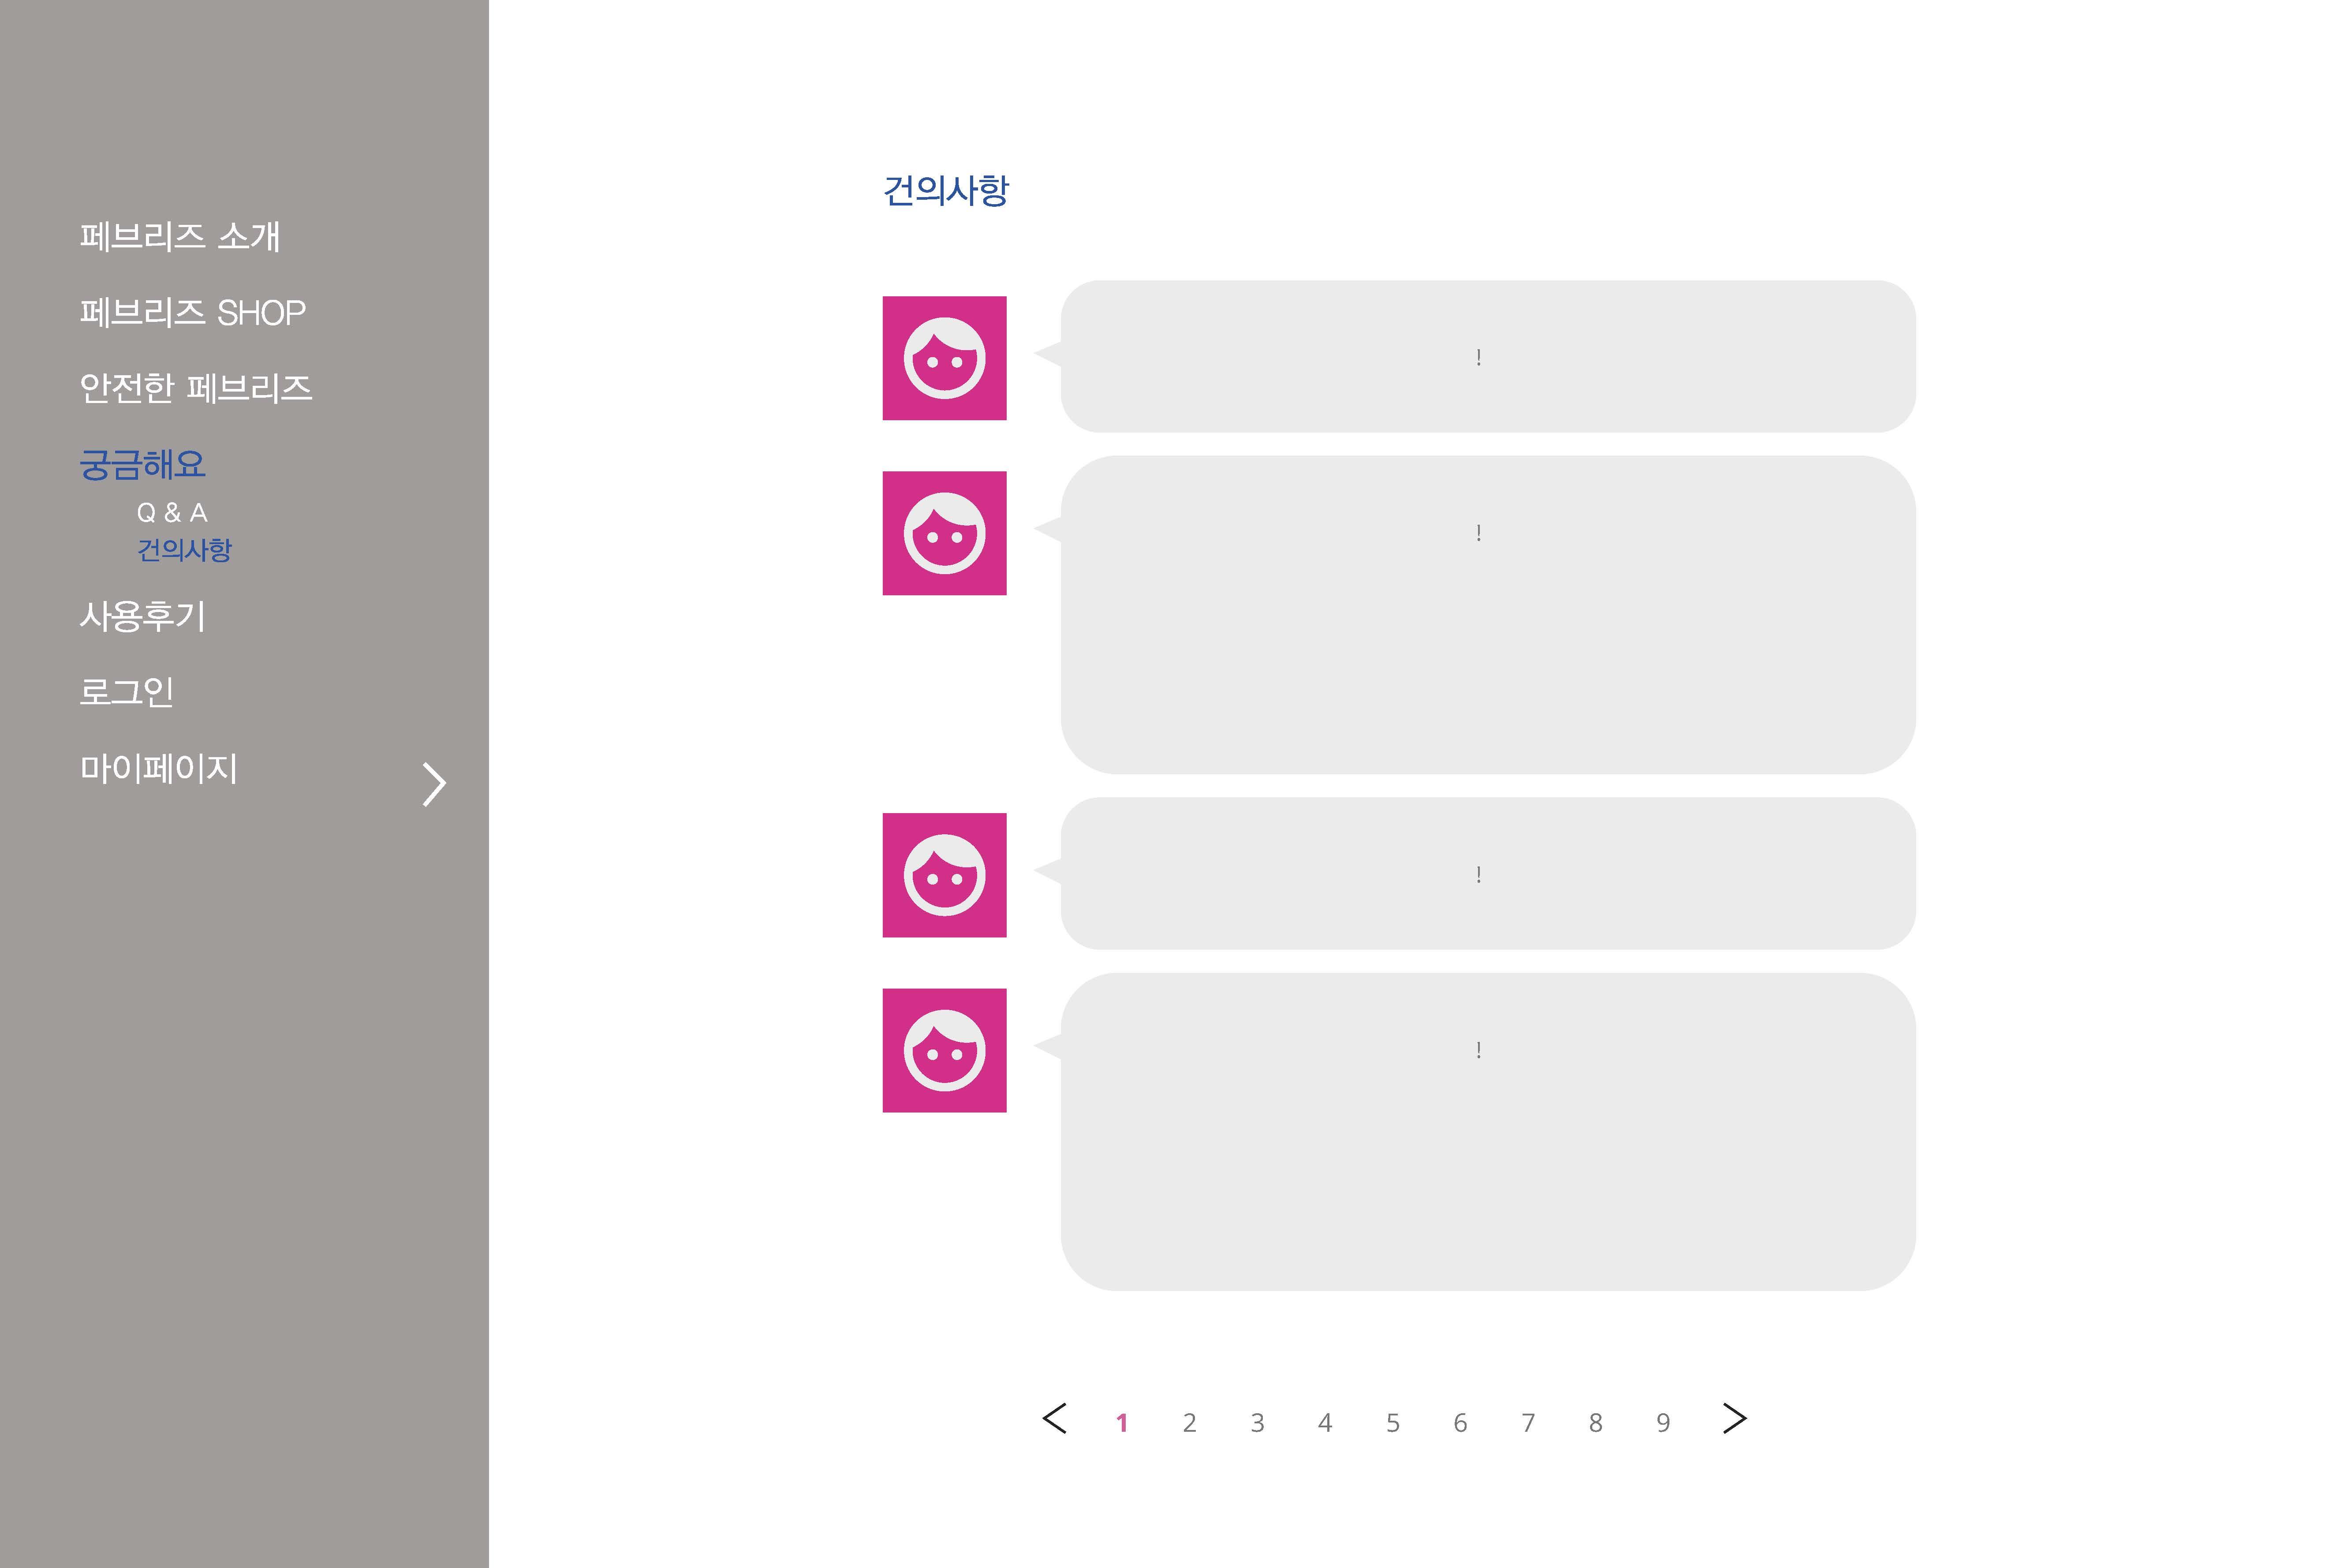 페브리즈 소개
페브리즈 SHOP
안전한 페브리즈
궁금해요
Q & A
건의사항
사용후기
로그인
마이페이지
건의사항
!
!
!
!
1 2 3 4 5 6 7 8 9